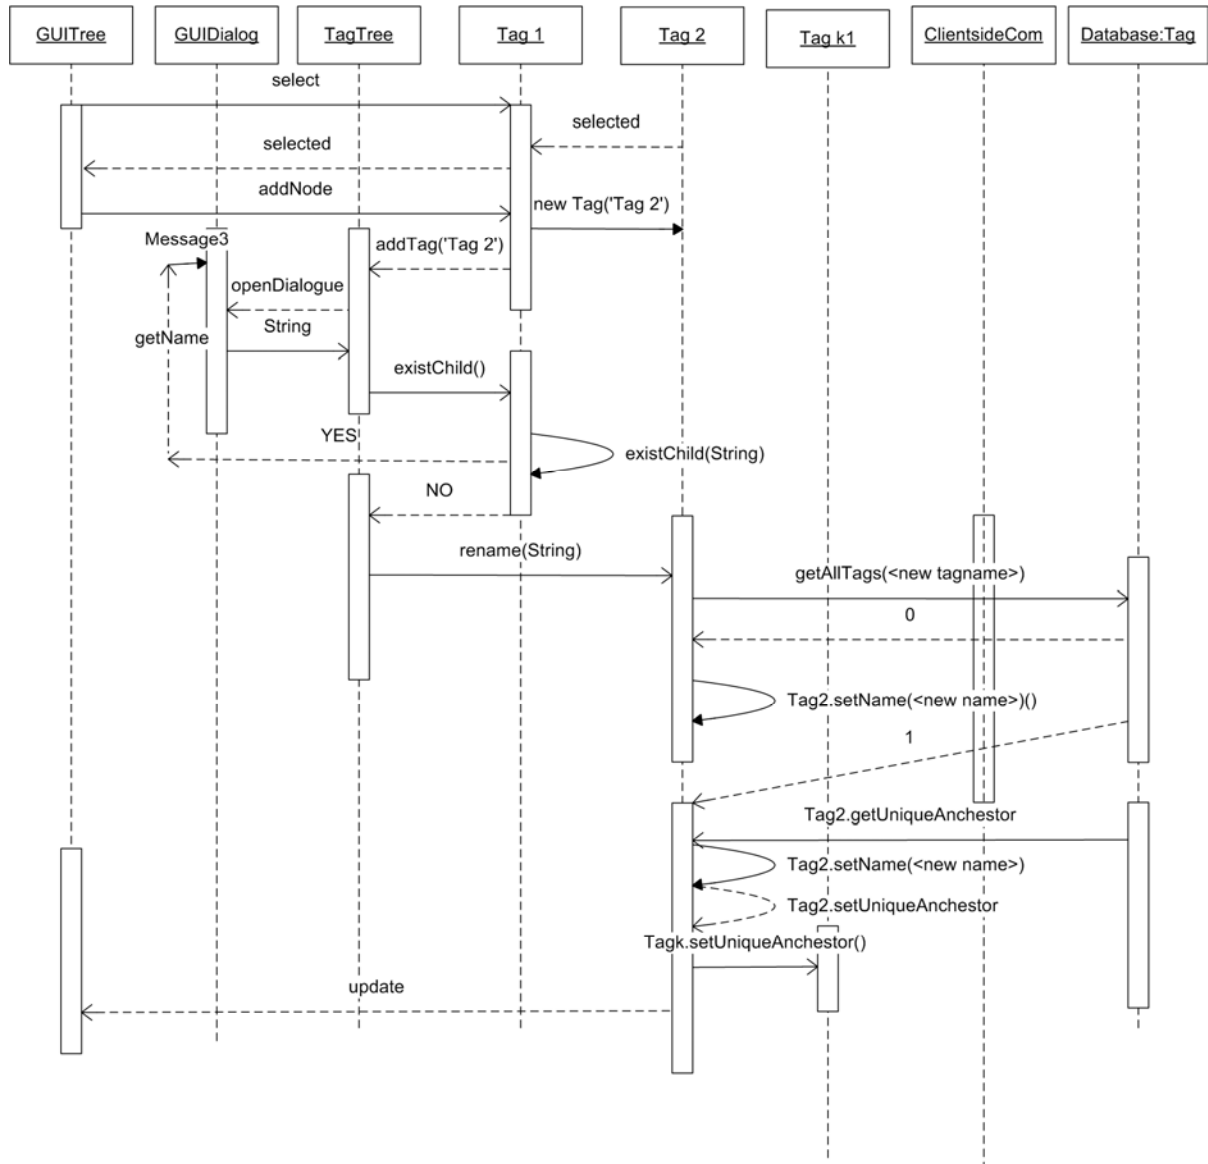 GUITree
GUIDialog
TagTree
Tag 1
Tag 2
Tag k1
ClientsideCom
Database:Tag
select
selected
selected
addNode
new Tag('Tag 2')
Message3
addTag('Tag 2')
openDialogue
String
getName
existChild()
YES
existChild(String)
NO
rename(String)
getAllTags(<new tagname>)
0
Tag2.setName(<new name>)()
1
Tag2.getUniqueAnchestor
Tag2.setName(<new name>)
Tag2.setUniqueAnchestor
Tagk.setUniqueAnchestor()
update